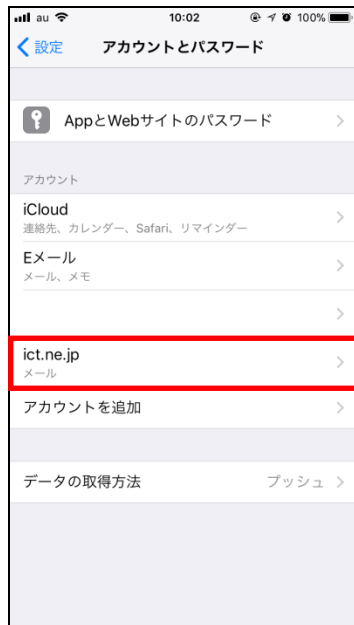 au 10:02 100%
設定 アカウントとパスワード
AppとWebサイトのパスワード
アカウント
iCloud
連絡先、カレンダー、Safari、リマインダー
Eメール
メール、メモ
ict.ne.jp
メール
アカウントを追加
データの取得方法 プッシュ